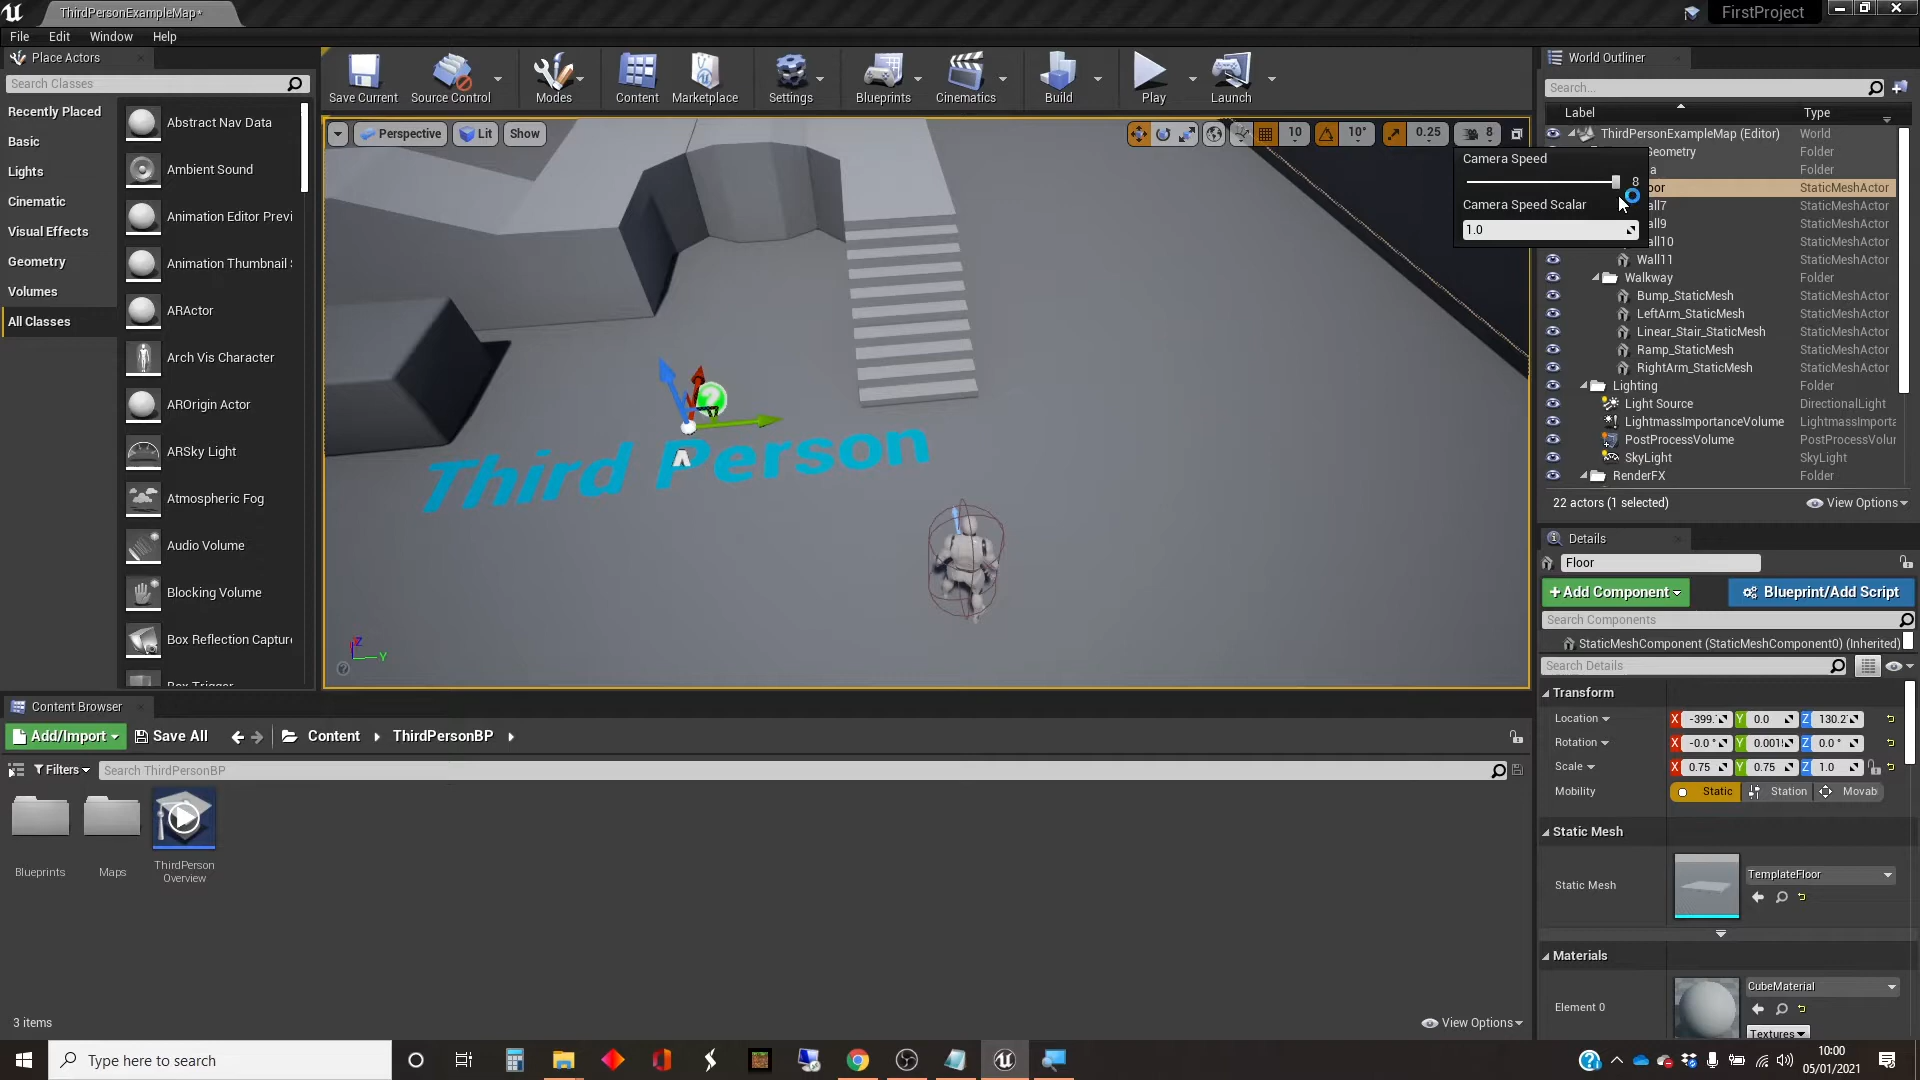 ThirdPersonExampleMap*
FirstProject
File Edit Window Help
Place Actors
Search Classes
Recently Placed
Basic
Lights
Cinematic
Visual Effects
Geometry
Volumes
All Classes
Abstract Nav Data
Ambient Sound
Animation Editor Previ
Animation Thumbnail
ARActor
Arch Vis Character
AROrigin Actor
ARSky Light
Atmospheric Fog
Audio Volume
Blocking Volume
Box Reflection Capture
Save Current
Source Control
Modes
Content
Marketplace
Settings
Blueprints
Cinematics
Build
Play
Launch
Perspective
Lit
Show
10
10°
0.25
8
Camera Speed
8
Camera Speed Scalar
1.0
Third Person
Z
Y
World Outliner
Search...
Label Type
ThirdPersonExampleMap (Editor) World
Geometry Folder
Folder
StaticMeshActor
StaticMeshActor
StaticMeshActor
StaticMeshActor
Wall11 StaticMeshActor
Walkway Folder
Bump_StaticMesh StaticMeshActor
LeftArm_StaticMesh StaticMeshActor
Linear_Stair_StaticMesh StaticMeshActor
Ramp_StaticMesh StaticMeshActor
RightArm_StaticMesh StaticMeshActor
Lighting Folder
Light Source DirectionalLight
LightmassImportanceVolume LightmassImporta
PostProcessVolume PostProcessVolur
SkyLight SkyLight
RenderFX Folder
22 actors (1 selected)
View Options
Details
Floor
+Add Component
Blueprint/Add Script
Search Components
StaticMeshComponent (StaticMeshComponent0) (Inherited)
Search Details
Transform
Location X -399. Y 0.0 Z 130.2
Rotation X -0.0 ° Y 0.001 Z 0.0 °
Scale X 0.75 Y 0.75 Z 1.0
Mobility Static Station Movab
Static Mesh
Static Mesh
TemplateFloor
Materials
Element 0
CubeMaterial
Textures
Content Browser
Add/Import
Save All
Content
ThirdPersonBP
Filters
Search ThirdPersonBP
Blueprints
Maps
ThirdPerson
Overview
3 items
View Options
Type here to search
10:00
05/01/2021